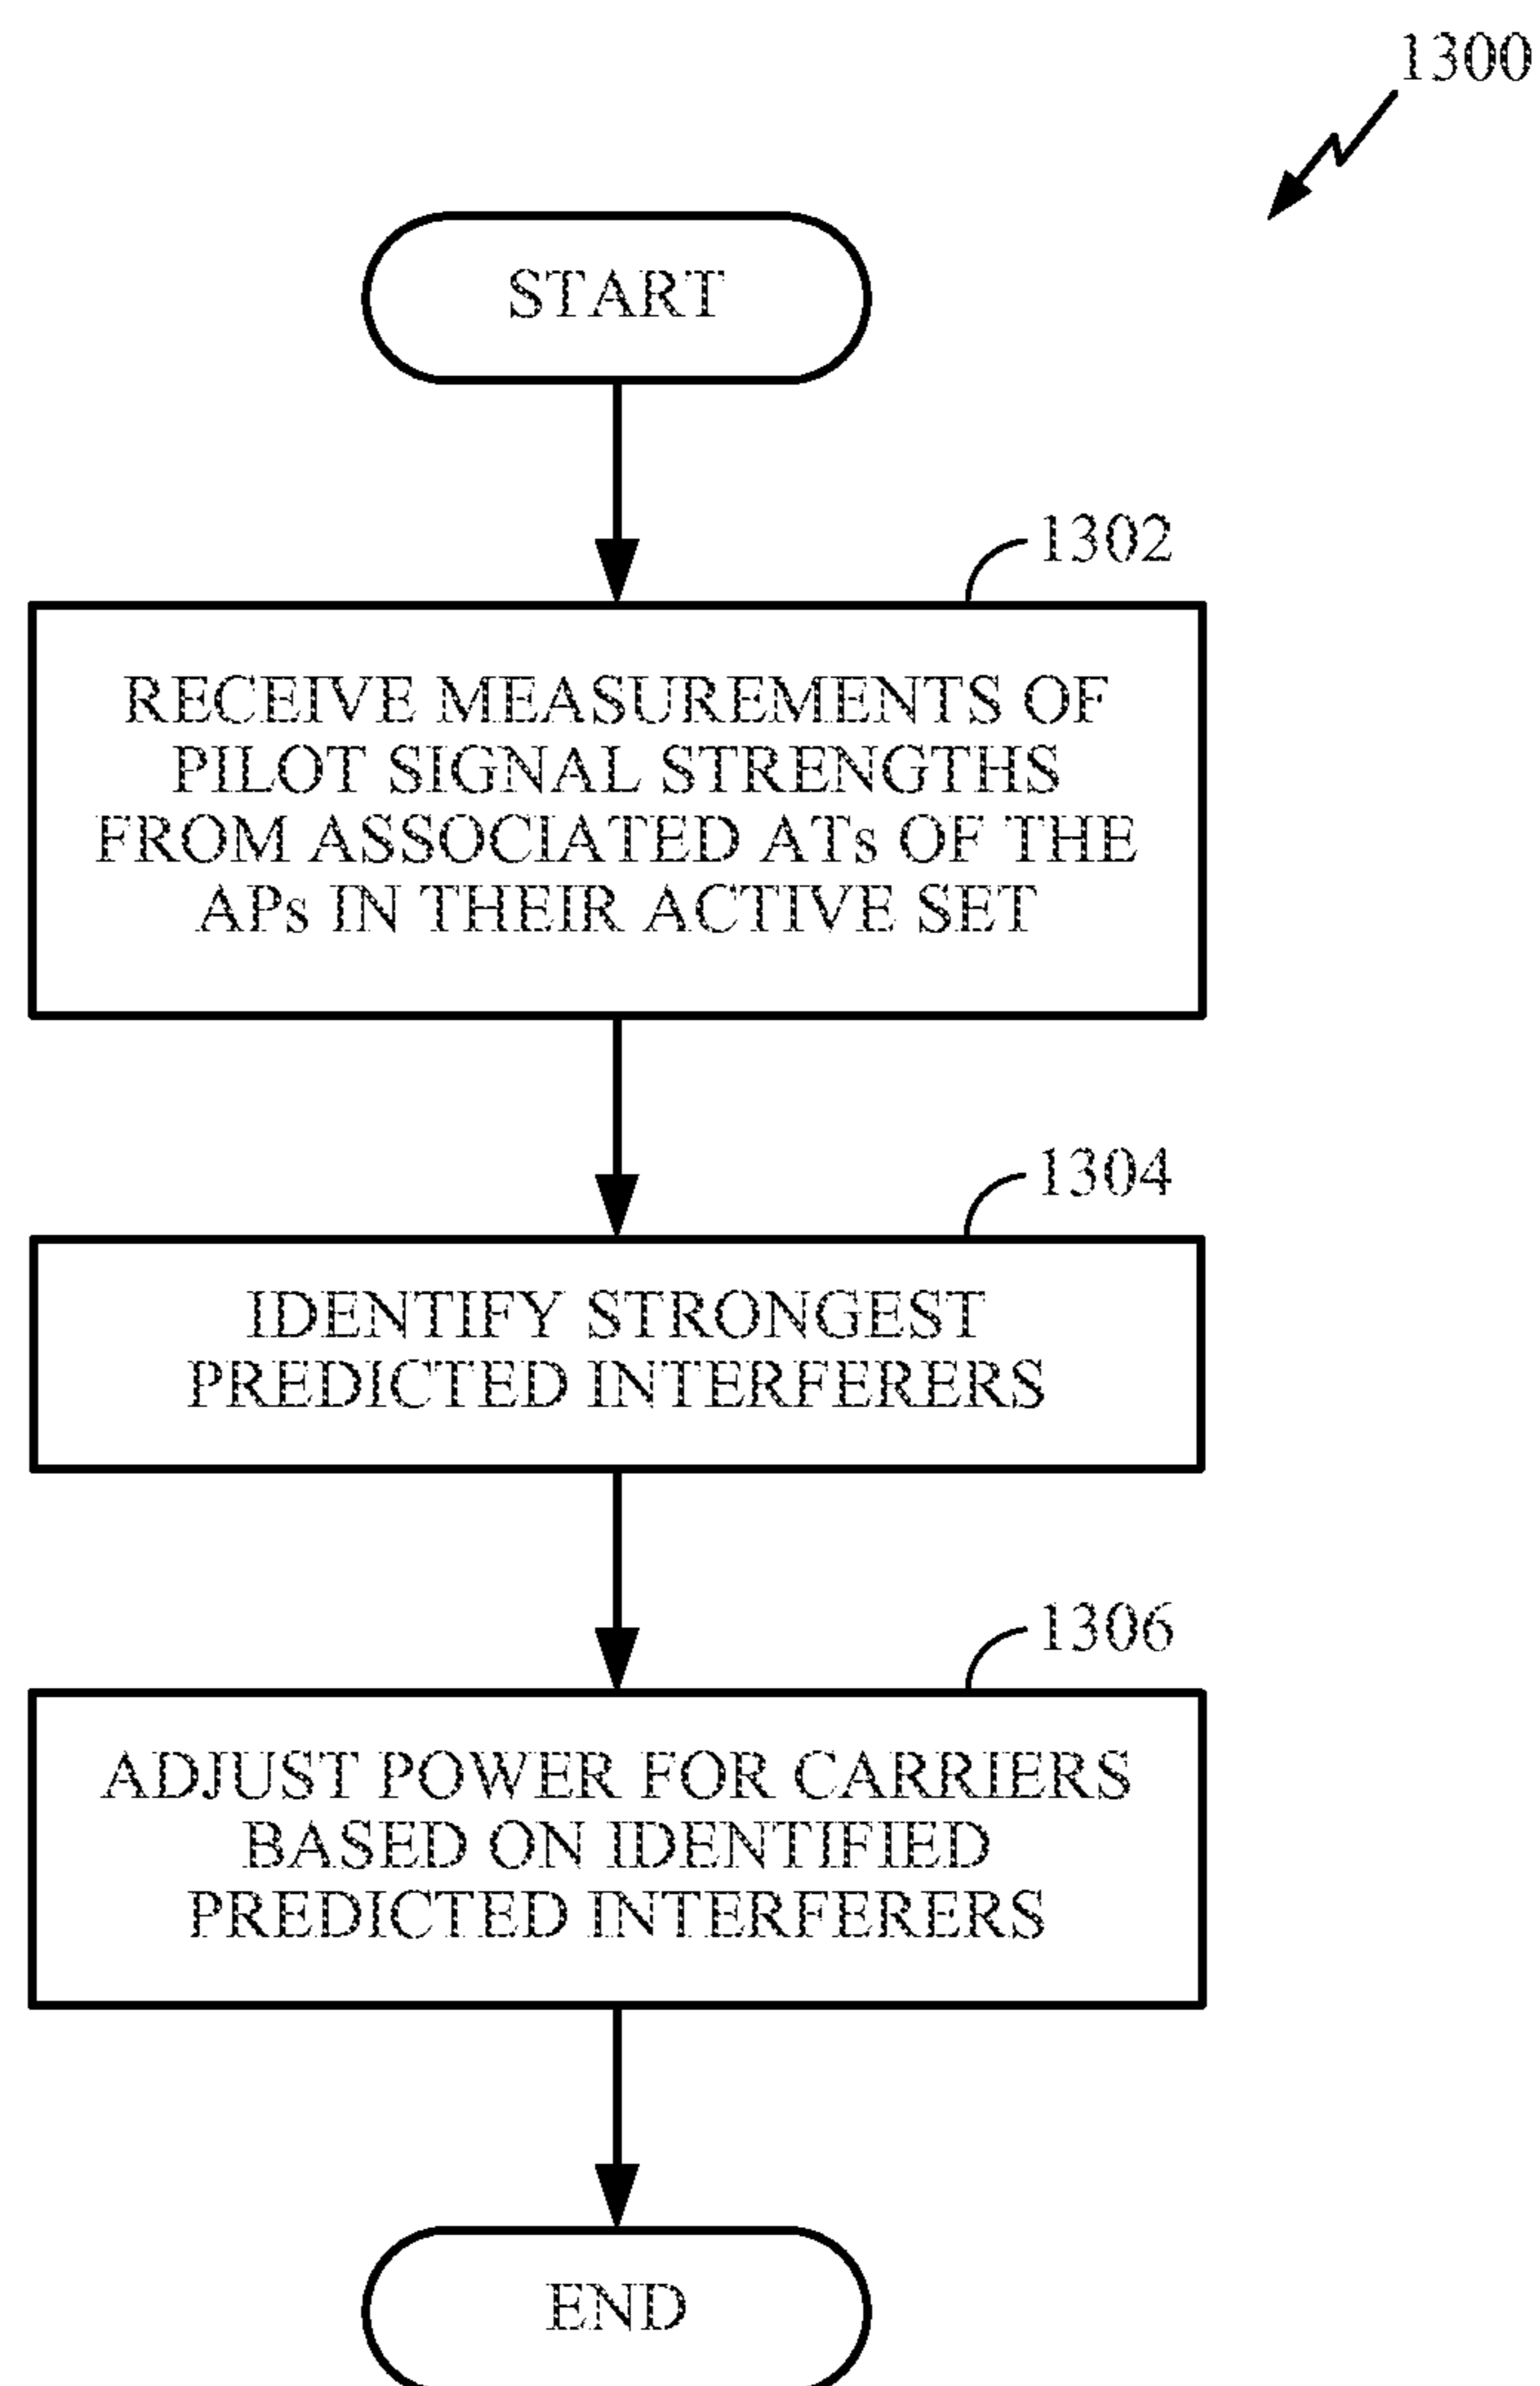 1300
START
1302
RECEIVE MEASUREMENTS OF
PILOT SIGNAL STRENGTHS
FROM ASSOCIATED ATs OF THE
APs IN THEIR ACTIVE SET
1304
IDENTIFY STRONGEST
PREDICTED INTERFERERS
1306
ADJUST POWER FOR CARRIERS
BASED ON IDENTIFIED
PREDICTED INTERFERERS
END